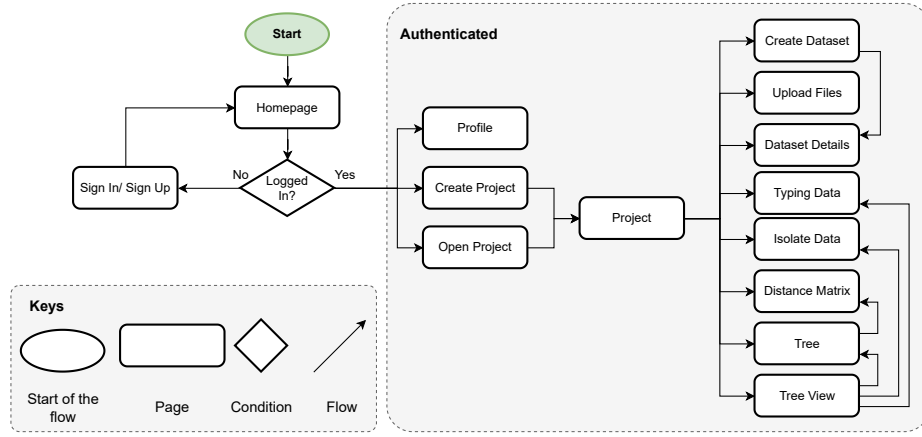 Start
Homepage
Logged
In?
No
Yes
Sign In/ Sign Up
Authenticated
Profile
Create Project
Open Project
Project
Create Dataset
Upload Files
Dataset Details
Typing Data
Isolate Data
Distance Matrix
Tree
Tree View
Keys
Start of the
flow
Page
Condition
Flow